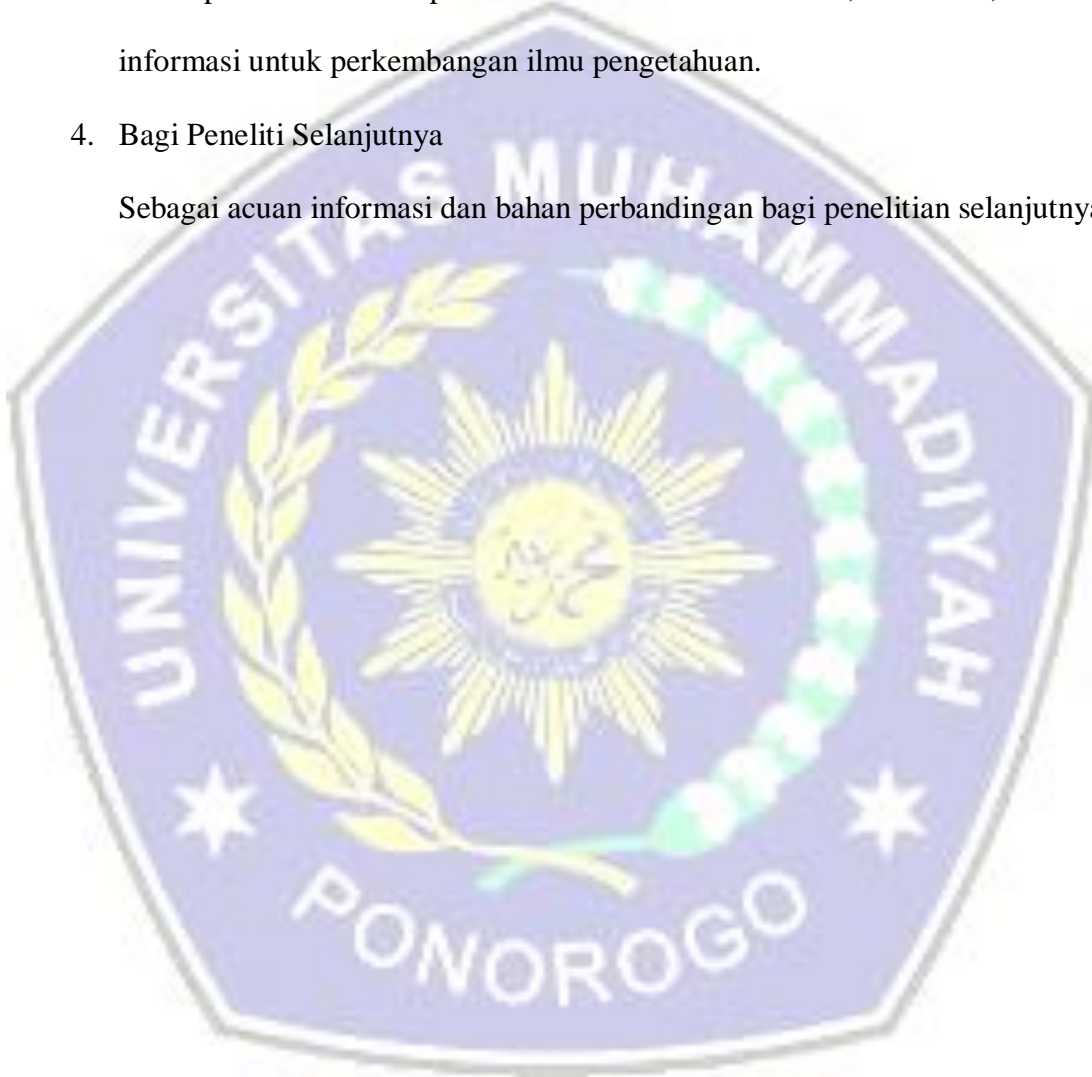 informasi untuk perkembangan ilmu pengetahuan.
4. Bagi Peneliti Selanjutnya
Sebagai acuan informasi dan bahan perbandingan bagi penelitian selanjutnya
UNIVERSITAS MUHAMMADIYAH
PONOROGO